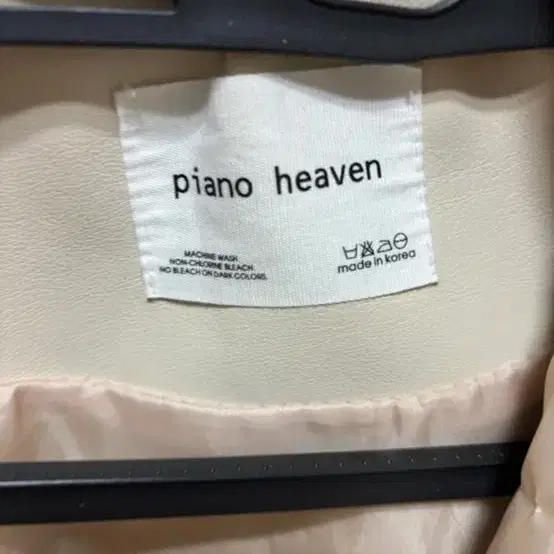 piano heaven
MACHINE WASH
NON-CHLORINE BLEACH.
NO BLEACH ON DARK COLORS.
made in korea